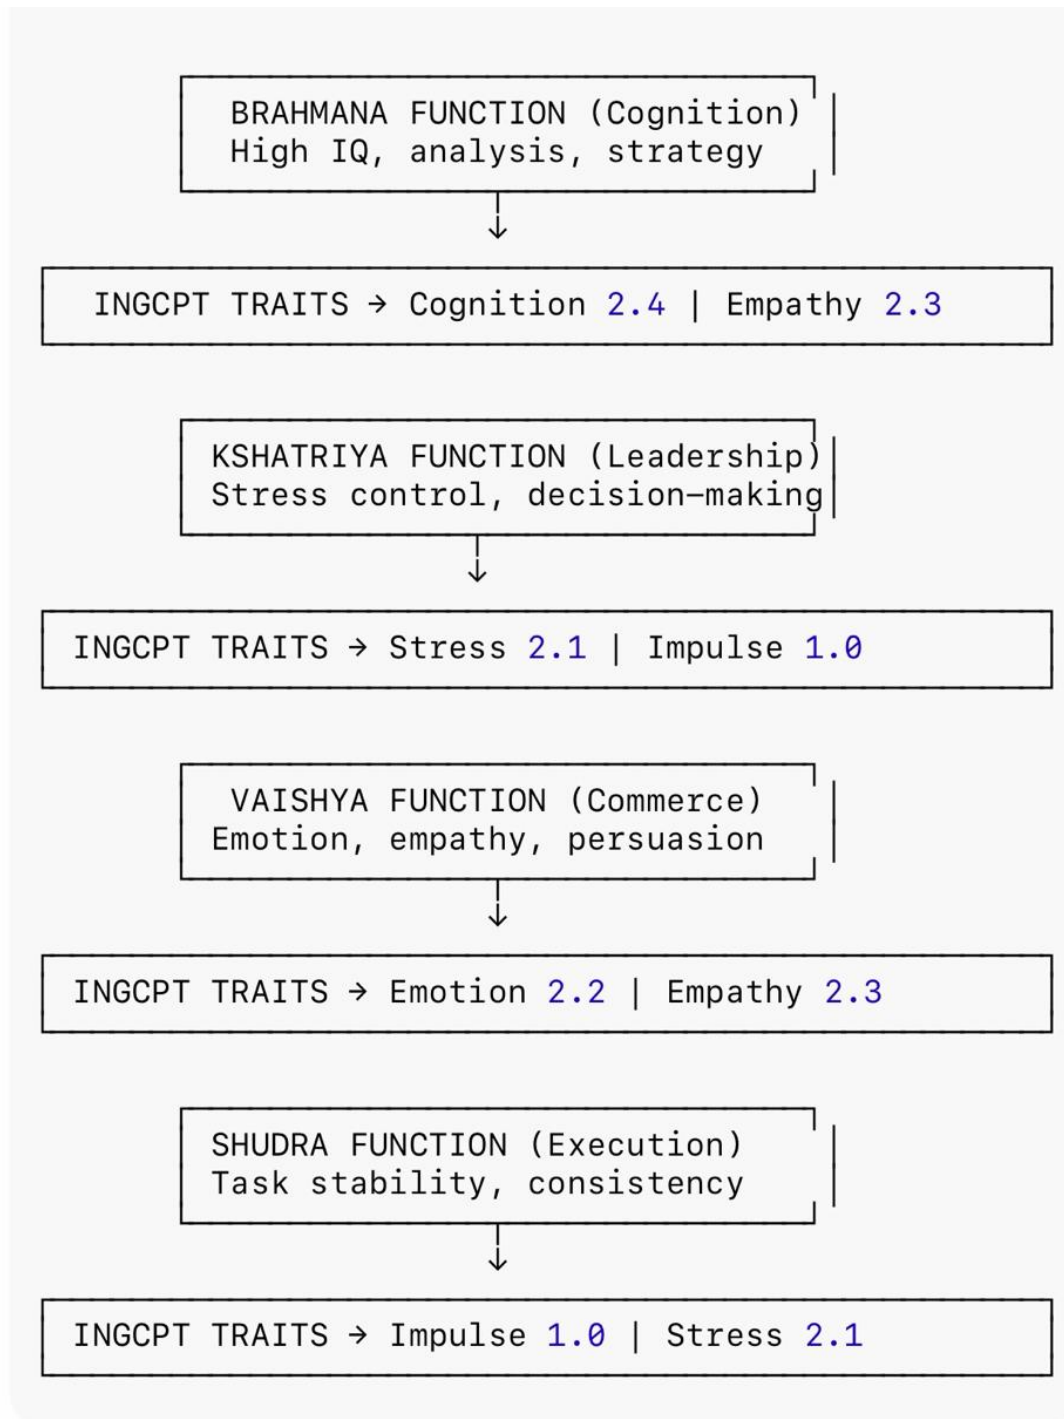 BRAHMANA FUNCTION (Cognition)
High IQ, analysis, strategy
INGCPT TRAITS → Cognition 2.4 | Empathy 2.3
KSHATRIYA FUNCTION (Leadership)
Stress control, decision-making
INGCPT TRAITS → Stress 2.1 | Impulse 1.0
VAISHYA FUNCTION (Commerce)
Emotion, empathy, persuasion
INGCPT TRAITS → Emotion 2.2 | Empathy 2.3
SHUDRA FUNCTION (Execution)
Task stability, consistency
INGCPT TRAITS → Impulse 1.0 | Stress 2.1